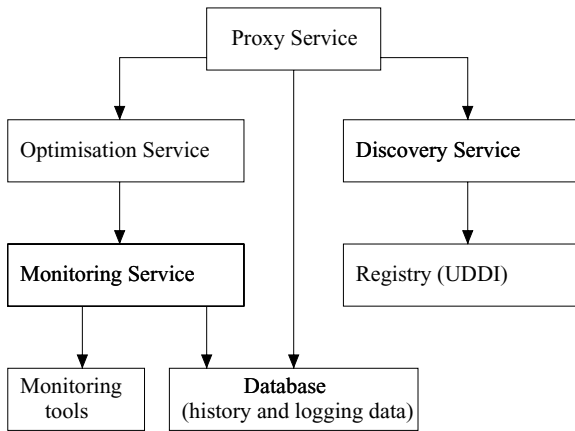 Proxy Service
Optimisation Service
Discovery Service
Monitoring Service
Registry (UDDI)
Monitoring
tools
Database
(history and logging data)